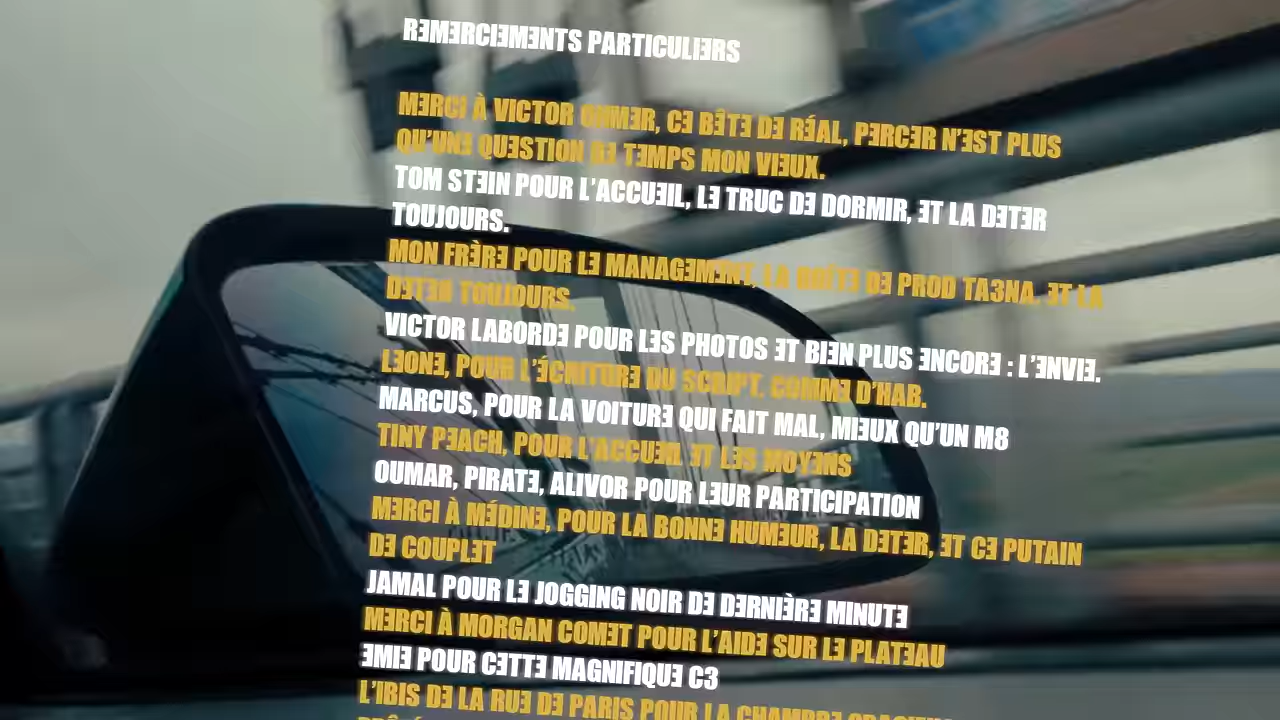 REMERCIEMENTS PARTICULIERS
MERCI À VICTOR OHMER, CE BÊTE DE RÉAL, PERCER N'EST PLUS
QU'UNE QUESTION DE TEMPS MON VIEUX.
TOM STEIN POUR L'ACCUEIL, LE TRUC DE DORMIR, ET LA DETER
TOUJOURS.
MON FRÈRE POUR LE MANAGEMENT, LA BOÎTE DE PROD TA3NA. ET LA
DETER TOUJOURS.
VICTOR LABORDE POUR LES PHOTOS ET BIEN PLUS ENCORE : L'ENVIE.
LEONE, POUR L'ÉCRITURE DU SCRIPT. COMME D'HAB.
MARCUS, POUR LA VOITURE QUI FAIT MAL, MIEUX QU'UN M8
TINY PEACH, POUR L'ACCUEIL ET LES MOYENS
OUMAR, PIRATE, ALIVOR POUR LEUR PARTICIPATION
MERCI À MÉDINE, POUR LA BONNE HUMEUR, LA DETER, ET CE PUTAIN
DE COUPLET
JAMAL POUR LE JOGGING NOIR DE DERNIÈRE MINUTE
MERCI À MORGAN COMET POUR L'AIDE SUR LE PLATEAU
EMIE POUR CETTE MAGNIFIQUE C3
L'IBIS DE LA RUE DE PARIS POUR LA CHAMBRE